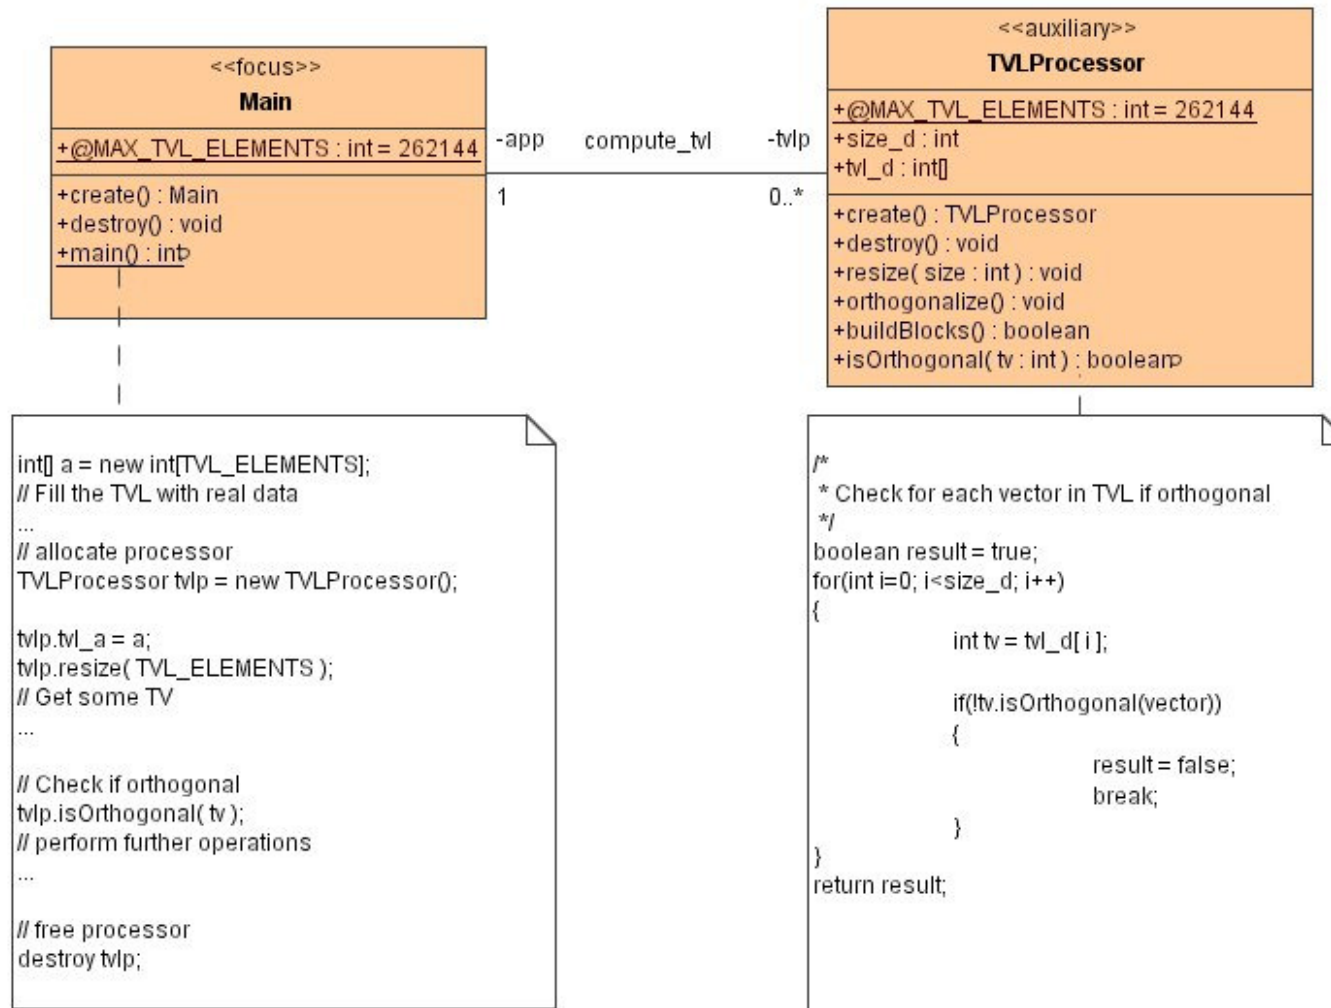 <<focus>>
Main
+@MAX_TVL_ELEMENTS : int = 262144
+create() : Main
+destroy() : void
+main() : int
-app
compute_tvl
-tvlp
1
0..*
<<auxiliary>>
TVLProcessor
+@MAX_TVL_ELEMENTS : int = 262144
+size_d : int
+tvl_d : int[]
+create() : TVLProcessor
+destroy() : void
+resize( size : int ) : void
+orthogonalize() : void
+buildBlocks() : boolean
+isOrthogonal( tv : int ) : boolean
int[] a = new int[TVL_ELEMENTS];
// Fill the TVL with real data
...
// allocate processor
TVLProcessor tvlp = new TVLProcessor();
tvlp.tvl_a = a;
tvlp.resize( TVL_ELEMENTS );
// Get some TV
...
// Check if orthogonal
tvlp.isOrthogonal( tv );
// perform further operations
...
// free processor
destroy tvlp;
/*
* Check for each vector in TVL if orthogonal
*/
boolean result = true;
for(int i=0; i<size_d; i++)
{
int tv = tvl_d[ i ];
if(!tv.isOrthogonal(vector))
{
result = false;
break;
}
}
return result;